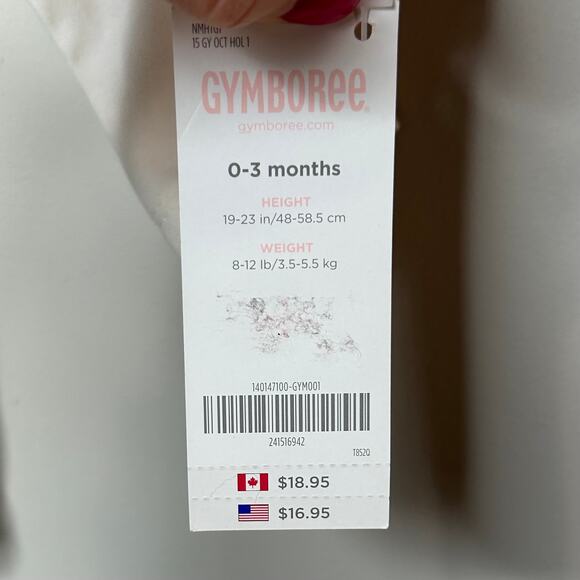 15 GY OCT HOL 1
GYMBOREE
gymboree.com
0-3 months
HEIGHT
19-23 in/48-58.5 cm
WEIGHT
8-12 lb/3.5-5.5 kg
140147100-GYM001
241516942
T852Q
$18.95
$16.95